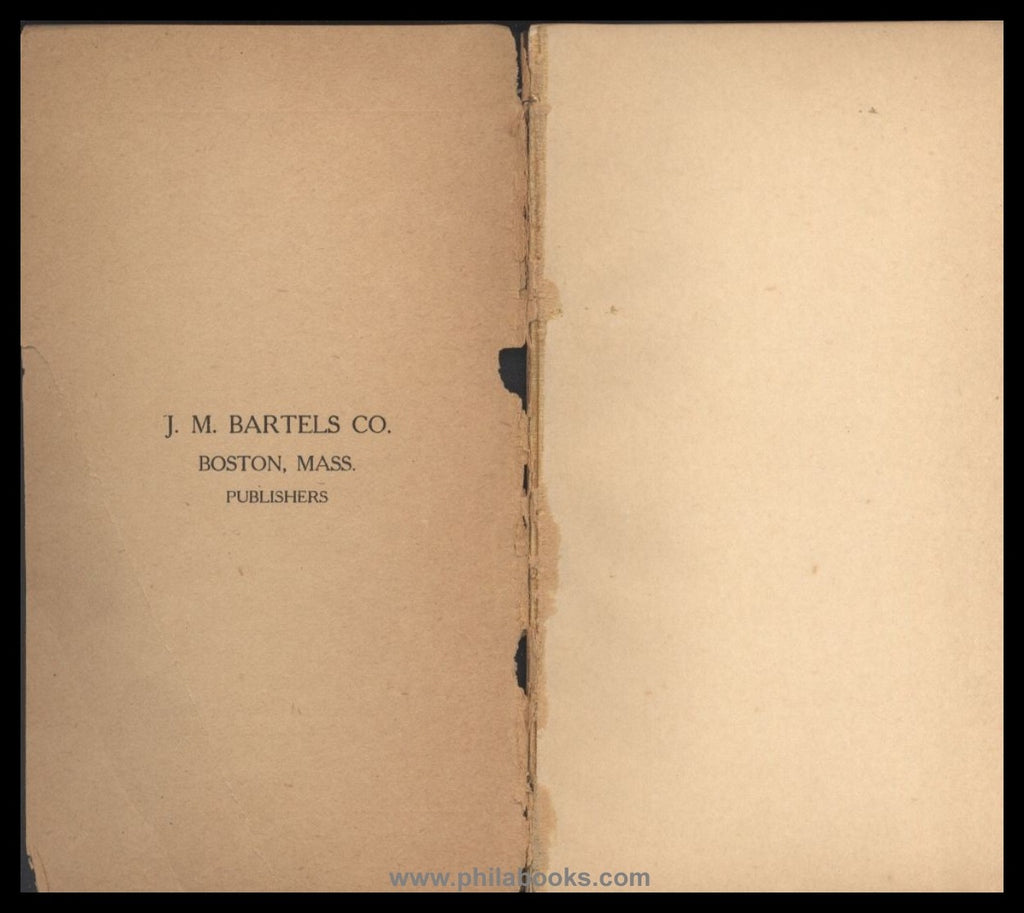 J. M. BARTELS CO.
BOSTON, MASS.
PUBLISHERS
www.philabooks.com